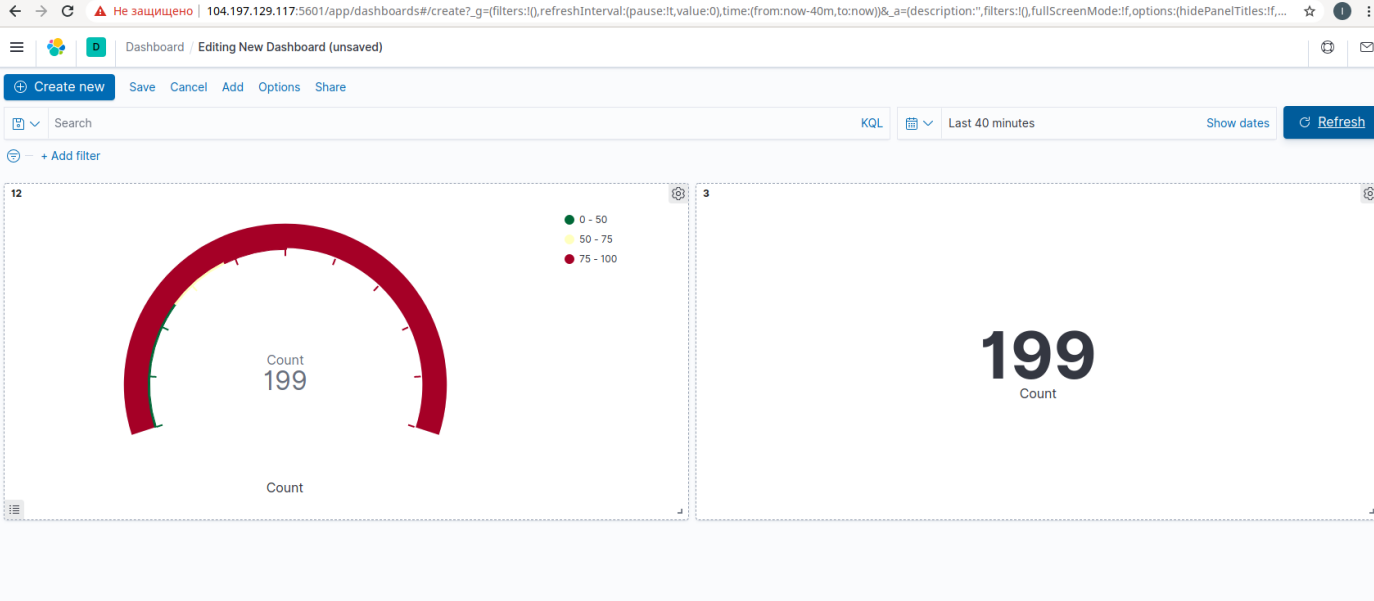 Не защищено 104.197.129.117:5601/app/dashboards#/create?_g=(filters:!(),refreshInterval:(pause:!t,value:0),time:(from:now-40m,to:now))&_a=(description:'',filters:!(),fullScreenMode:!f,options:(hidePanelTitles:!f,... I
D Dashboard / Editing New Dashboard (unsaved)
Create new Save Cancel Add Options Share
Search KQL Last 40 minutes Show dates Refresh
+ Add filter
12
0 - 50
50 - 75
75 - 100
Count
199
Count
3
199
Count